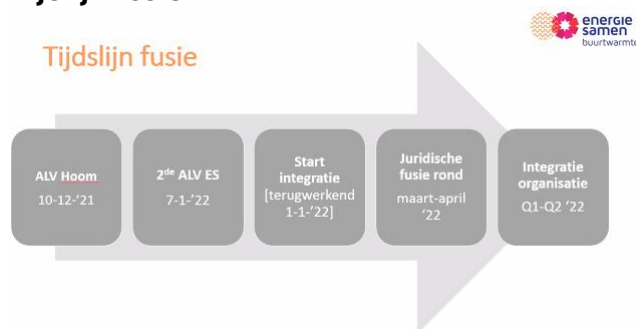 energie
samen
buurtwarmte
Tijdslijn fusie
ALV Hoom
10-12-'21
2de ALV ES
7-1-'22
Start
integratie
[terugwerkend
1-1-'22]
Juridische
fusie rond
maart-april
'22
Integratie
organisatie
Q1-Q2 '22